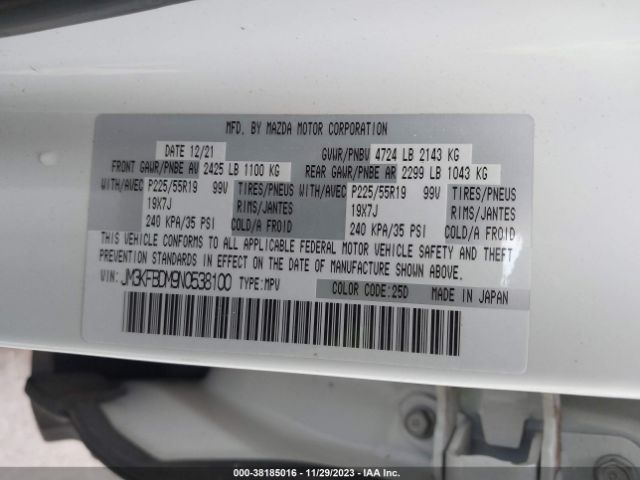 MFD. BY MAZDA MOTOR CORPORATION
DATE 12/21 GVWR/PNBV 4724 LB 2143 KG
FRONT GAWR/PNBE AV 2425 LB 1100 KG REAR GAWR/PNBE AR 2299 LB 1043 KG
WITH/AVEC P225/55R19 99V TIRES/PNEUS WITH/AVEC P225/55R19 99V TIRES/PNEUS
19X7J RIMS/JANTES 19X7J RIMS/JANTES
240 KPA/35 PSI COLD/A FROID 240 KPA/35 PSI COLD/A FROID
THIS VEHICLE CONFORMS TO ALL APPLICABLE FEDERAL MOTOR VEHICLE SAFETY AND THEFT
PREVENTION STANDARDS IN EFFECT ON THE DATE OF MANUFACTURE SHOWN ABOVE.
VIN: JM3KFBDM9N0538100 TYPE:MPV COLOR CODE:25D MADE IN JAPAN
000-38185016 - 11/29/2023 - IAA Inc.